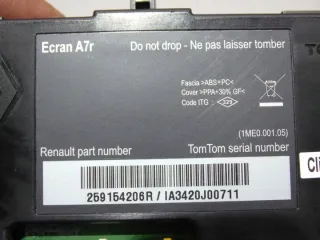 Ecran A7r
Do not drop - Ne pas laisser tomber
Fascia >ABS+PC<
Cover >PPA+30% GF<
Code ITG :
(1ME0.001.05)
Renault part number
TomTom serial number
259154206R / IA3420J00711